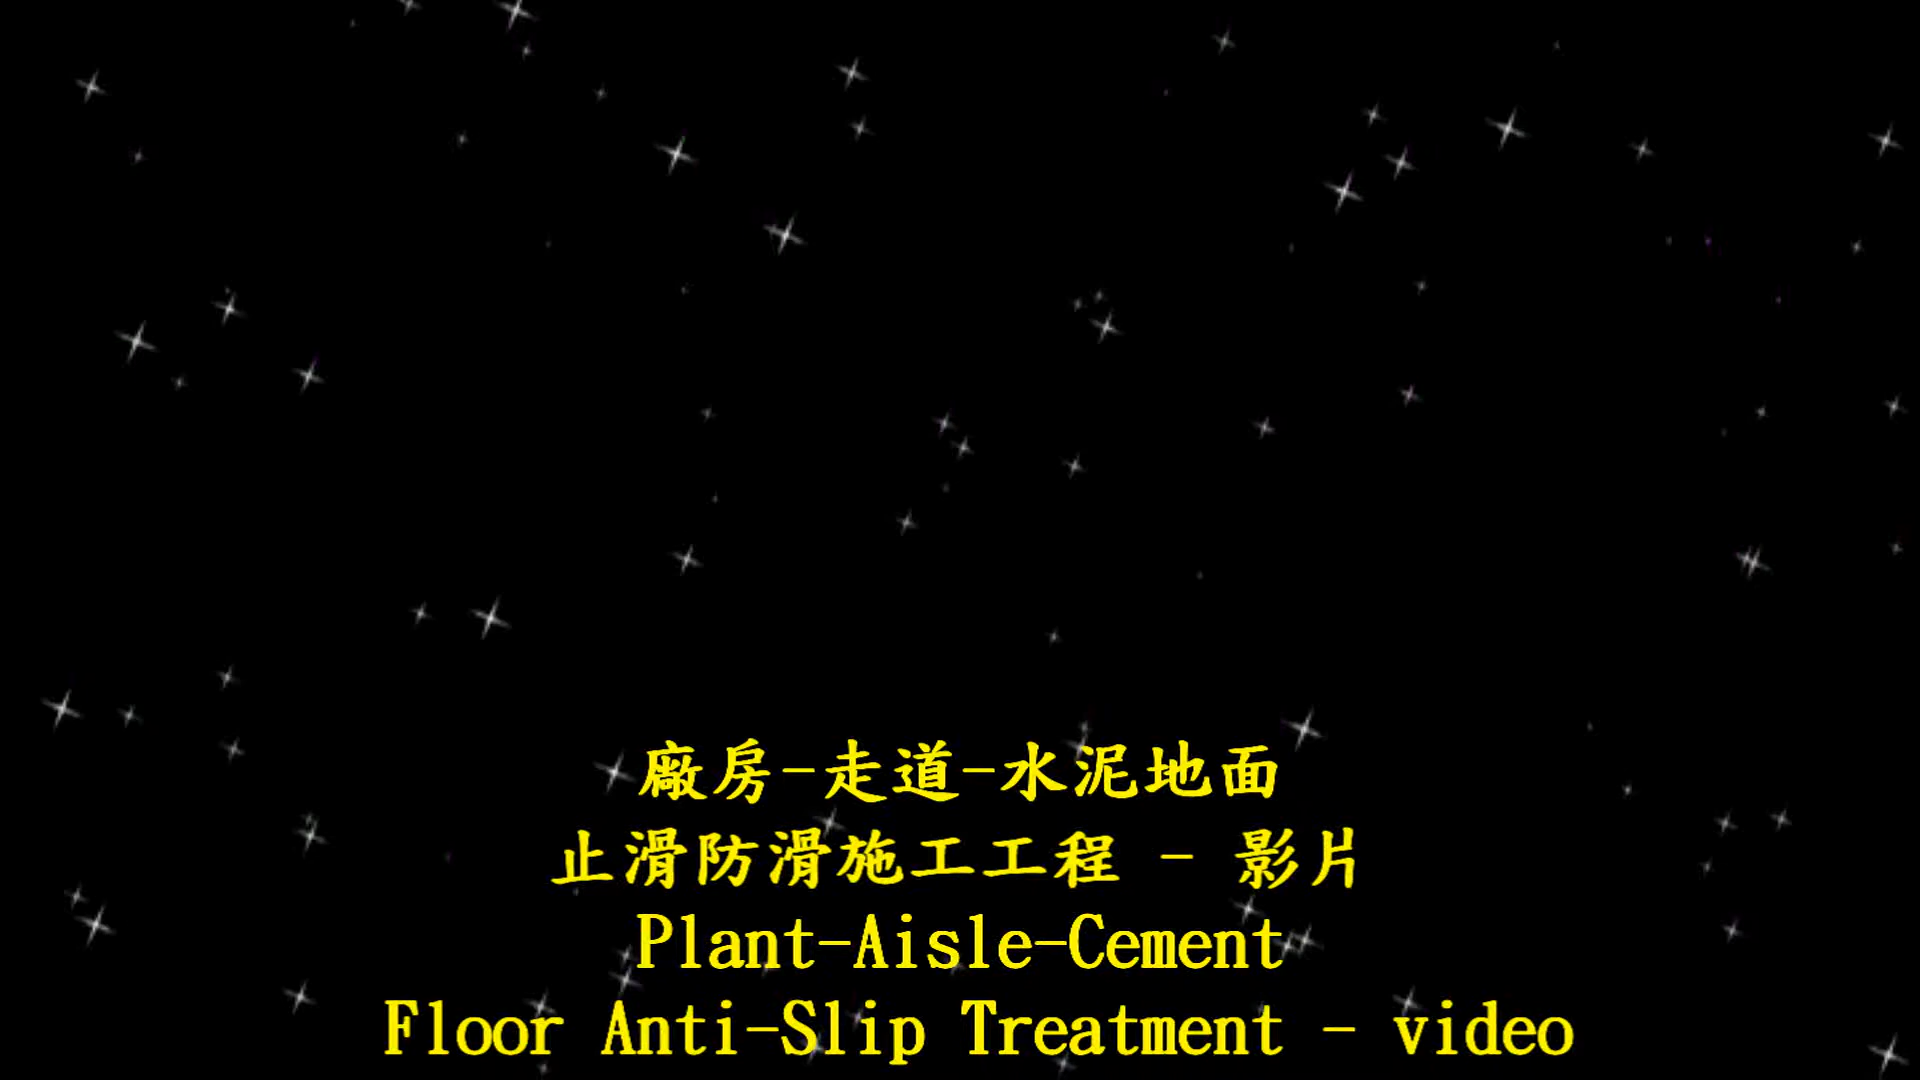 廠房-走道-水泥地面
止滑防滑施工工程 - 影片
Plant-Aisle-Cement
Floor Anti-Slip Treatment - video